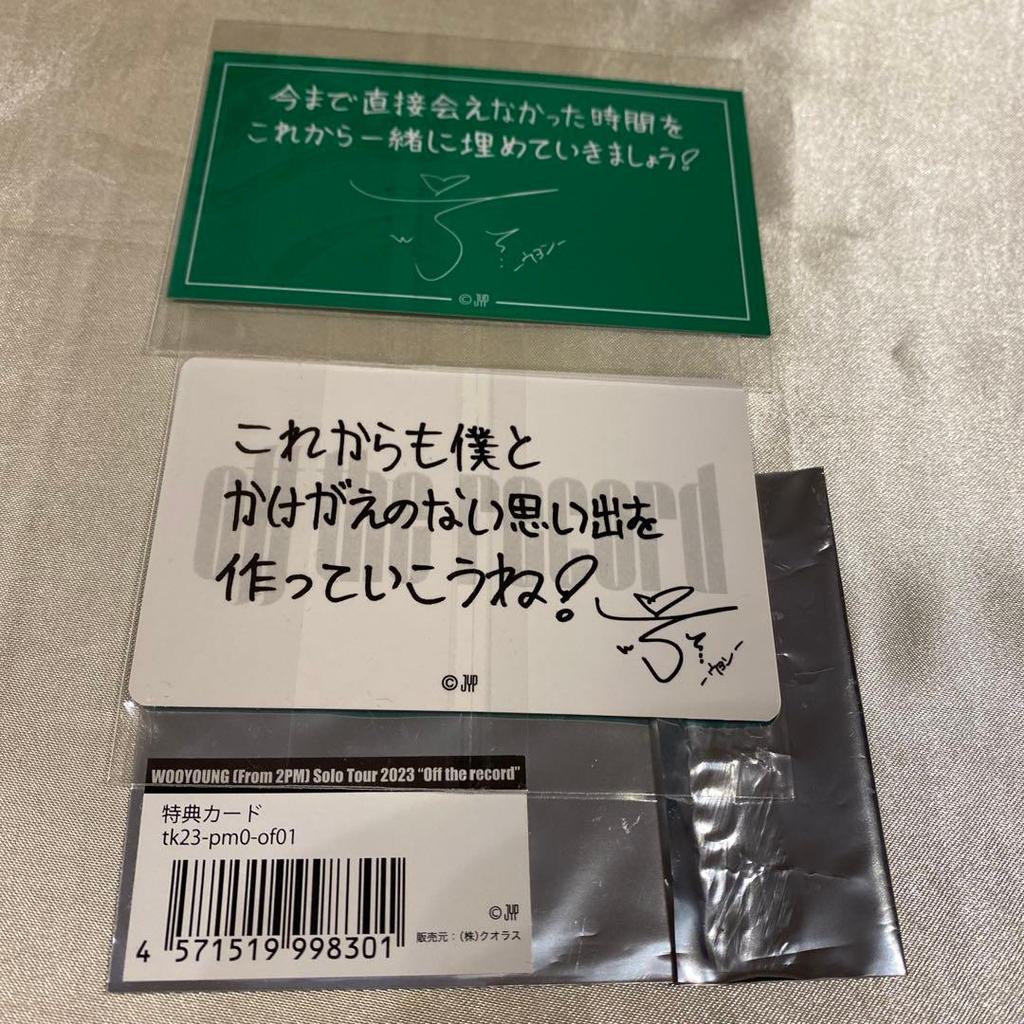 今まで直接会えなかった時間を
これから一緒に埋めていきましょう!
-ウヨン-
© JYP
これからも僕と
かけがえのない思い出を
作っていこうね!
-ウヨン-
off the record
© JYP
WOOYOUNG (From 2PM) Solo Tour 2023 "Off the record"
特典カード
tk23-pm0-of01
© JYP
販売元：（株）クオラス
4 571519 998301